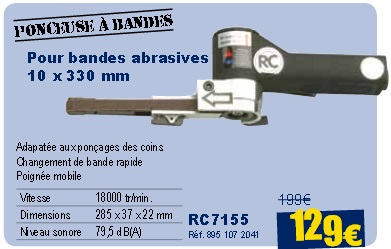 PONCEUSE À BANDES
Pour bandes abrasives
10 x 330 mm
RC
Adapatée aux ponçages des coins
Changement de bande rapide
Poignée mobile
Vitesse 18000 tr/min.
Dimensions 285 x 37 x 22 mm
Niveau sonore 79,5 dB(A)
RC7155
Réf. 895 107 2041
199€
129€